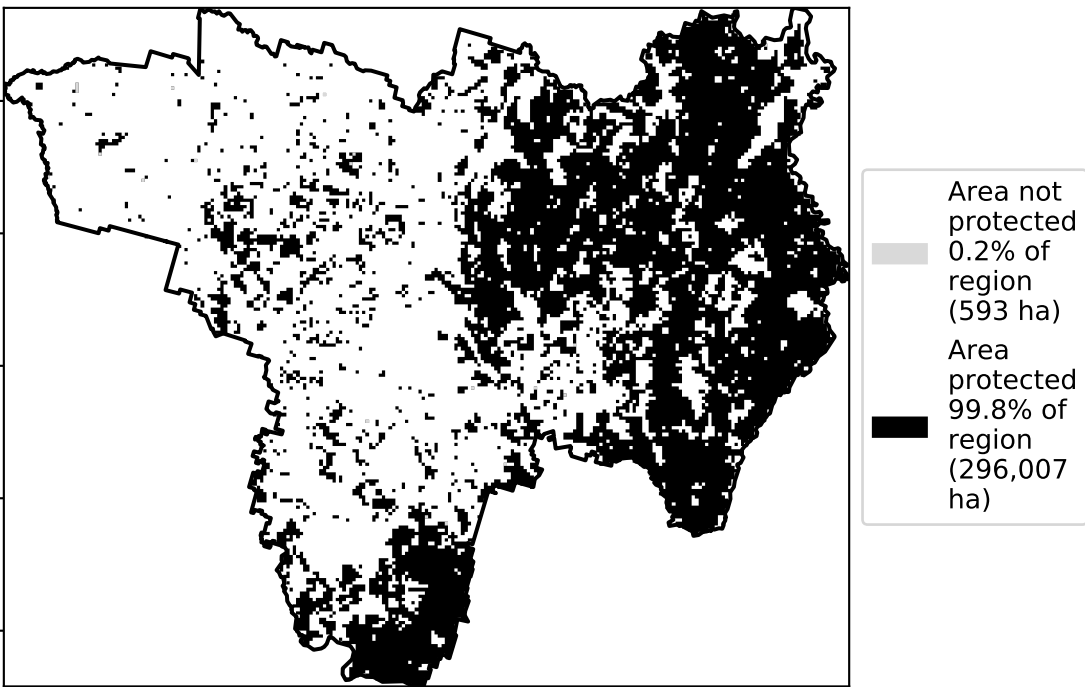 Area not
protected
0.2% of
region
(593 ha)
Area
protected
99.8% of
region
(296,007
ha)